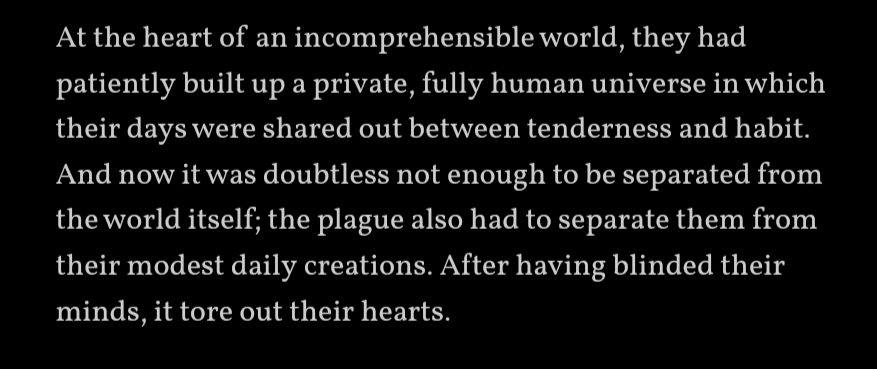 At the heart of an incomprehensible world, they had
patiently built up a private, fully human universe in which
their days were shared out between tenderness and habit.
And now it was doubtless not enough to be separated from
the world itself; the plague also had to separate them from
their modest daily creations. After having blinded their
minds, it tore out their hearts.